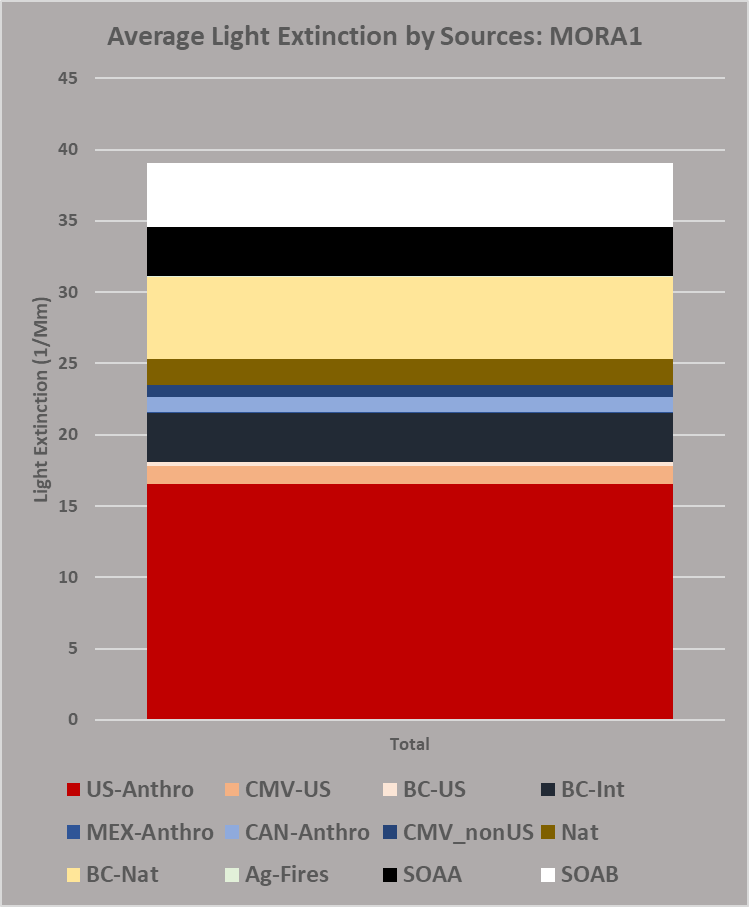 Average Light Extinction by Sources: MORA1
45
40
35
30
25
20
15
10
5
0
Light Extinction (1/Mm)
Total
US-Anthro CMV-US BC-US BC-Int
MEX-Anthro CAN-Anthro CMV_nonUS Nat
BC-Nat Ag-Fires SOAA SOAB